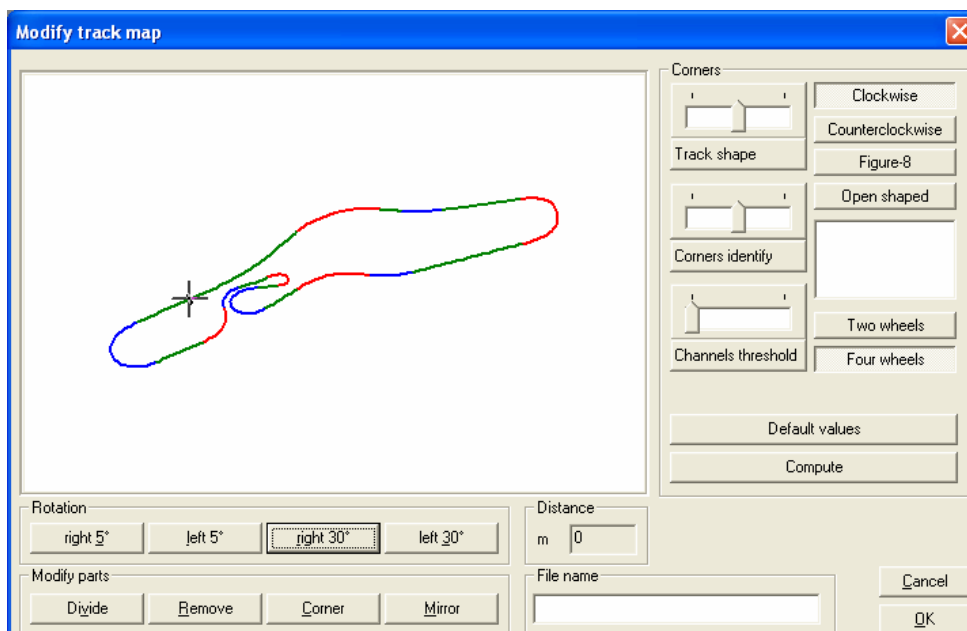 Modify track map
Corners
Track shape
Corners identify
Channels threshold
Clockwise
Counterclockwise
Figure-8
Open shaped
Two wheels
Four wheels
Default values
Compute
Rotation
right 5°
left 5°
right 30°
left 30°
Distance
m 0
Modify parts
Divide
Remove
Corner
Mirror
File name
Cancel
OK